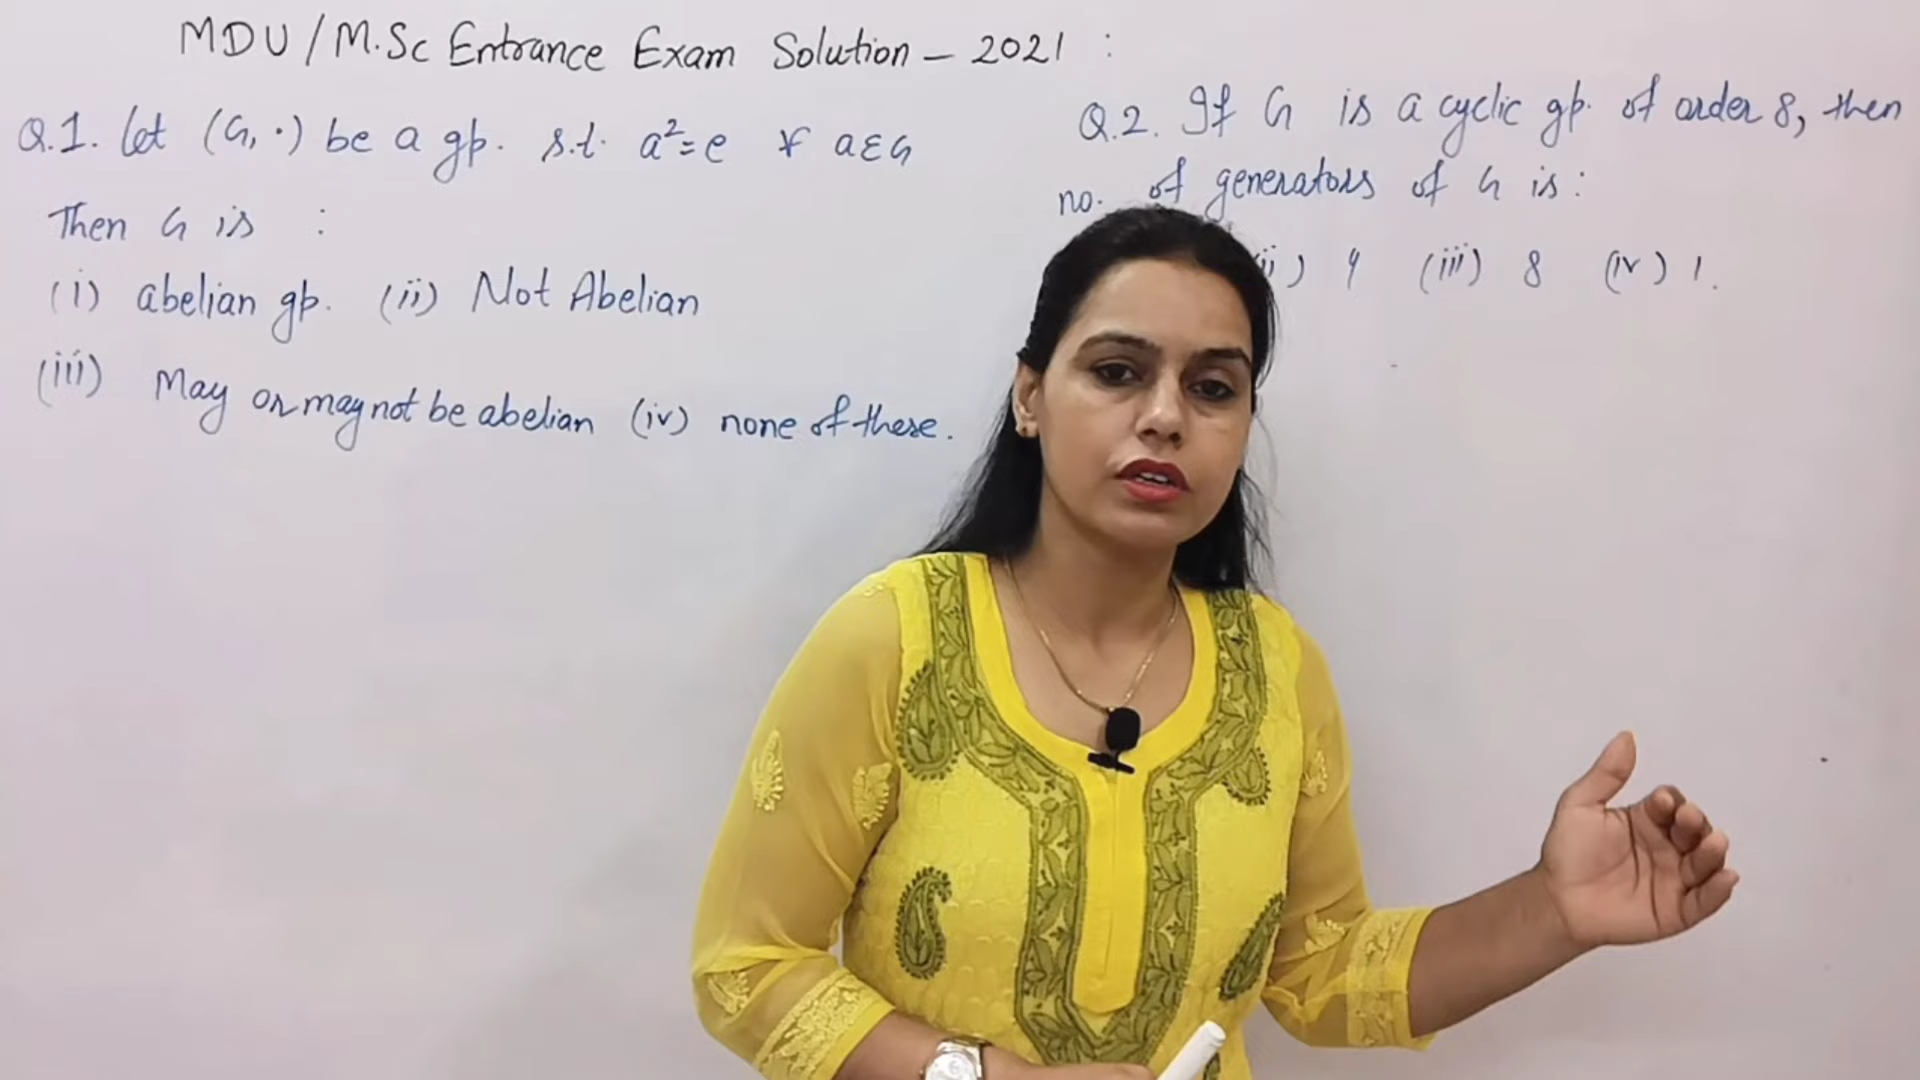 MDU/M.Sc Entrance Exam Solution - 2021 :
Q.1. Let (G, ·) be a gp. s.t. a²=e ∀ a∈G
Then G is :
(i) abelian gp. (ii) Not Abelian
(iii) May or may not be abelian (iv) none of these.
Q.2. If G is a cyclic gp. of order 8, then
no. of generators of G is :
ii) 4 (iii) 8 (iv) 1.